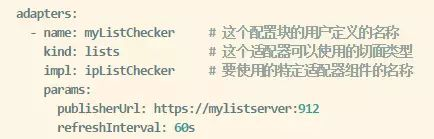 adapters:
  - name: myListChecker     # 这个配置块的用户定义的名称
    kind: lists             # 这个适配器可以使用的切面类型
    impl: ipListChecker     # 要使用的特定适配器组件的名称
    params:
      publisherUrl: https://mylistserver:912
      refreshInterval: 60s